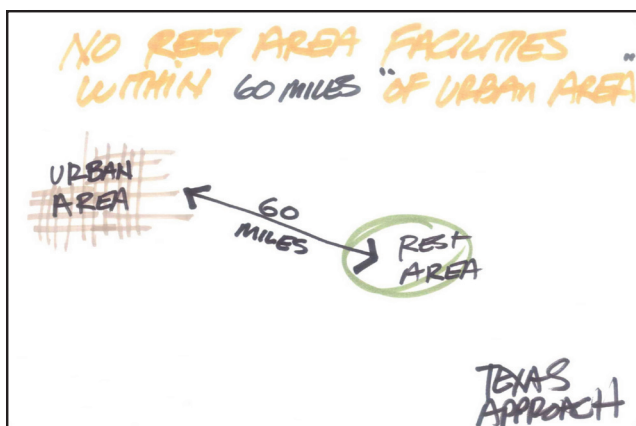 NO REST AREA FACILITIES
WITHIN 60 MILES "OF URBAN AREA"
URBAN
AREA
60
MILES
REST
AREA
TEXAS
APPROACH